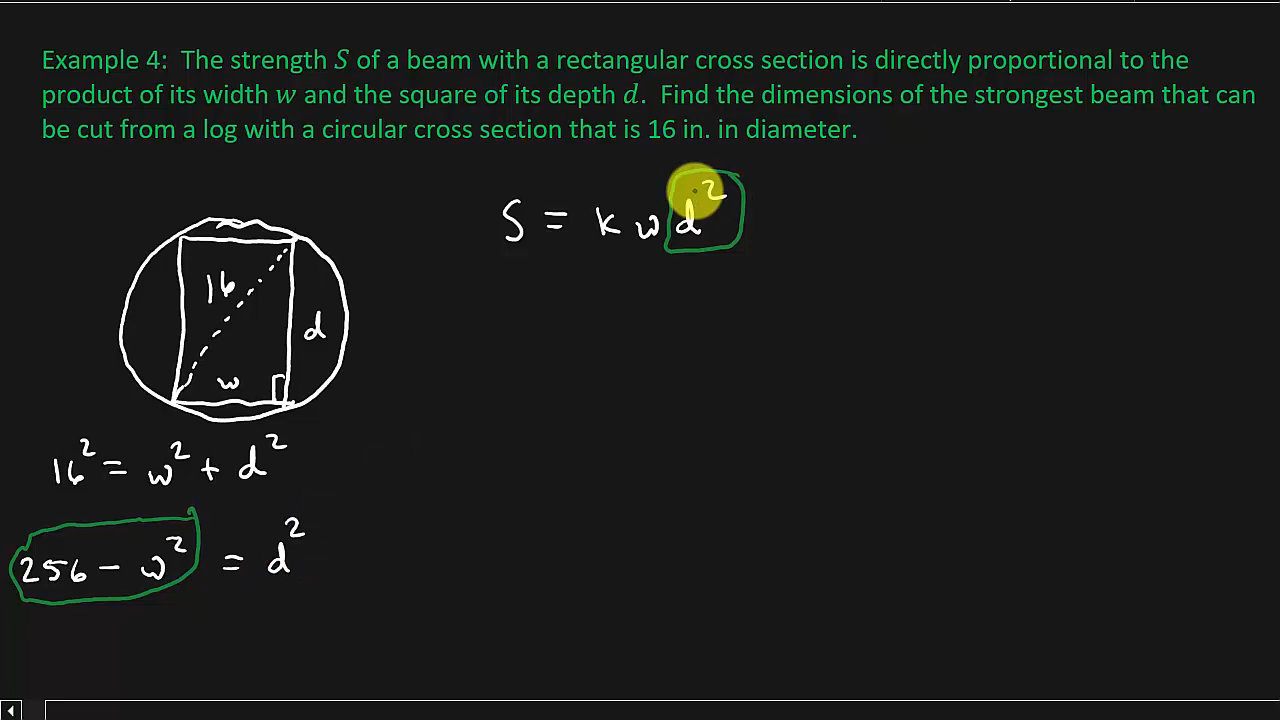 Example 4: The strength S of a beam with a rectangular cross section is directly proportional to the
product of its width w and the square of its depth d. Find the dimensions of the strongest beam that can
be cut from a log with a circular cross section that is 16 in. in diameter.
S = k w d²
16
d
w
16² = w² + d²
256 − w² = d²